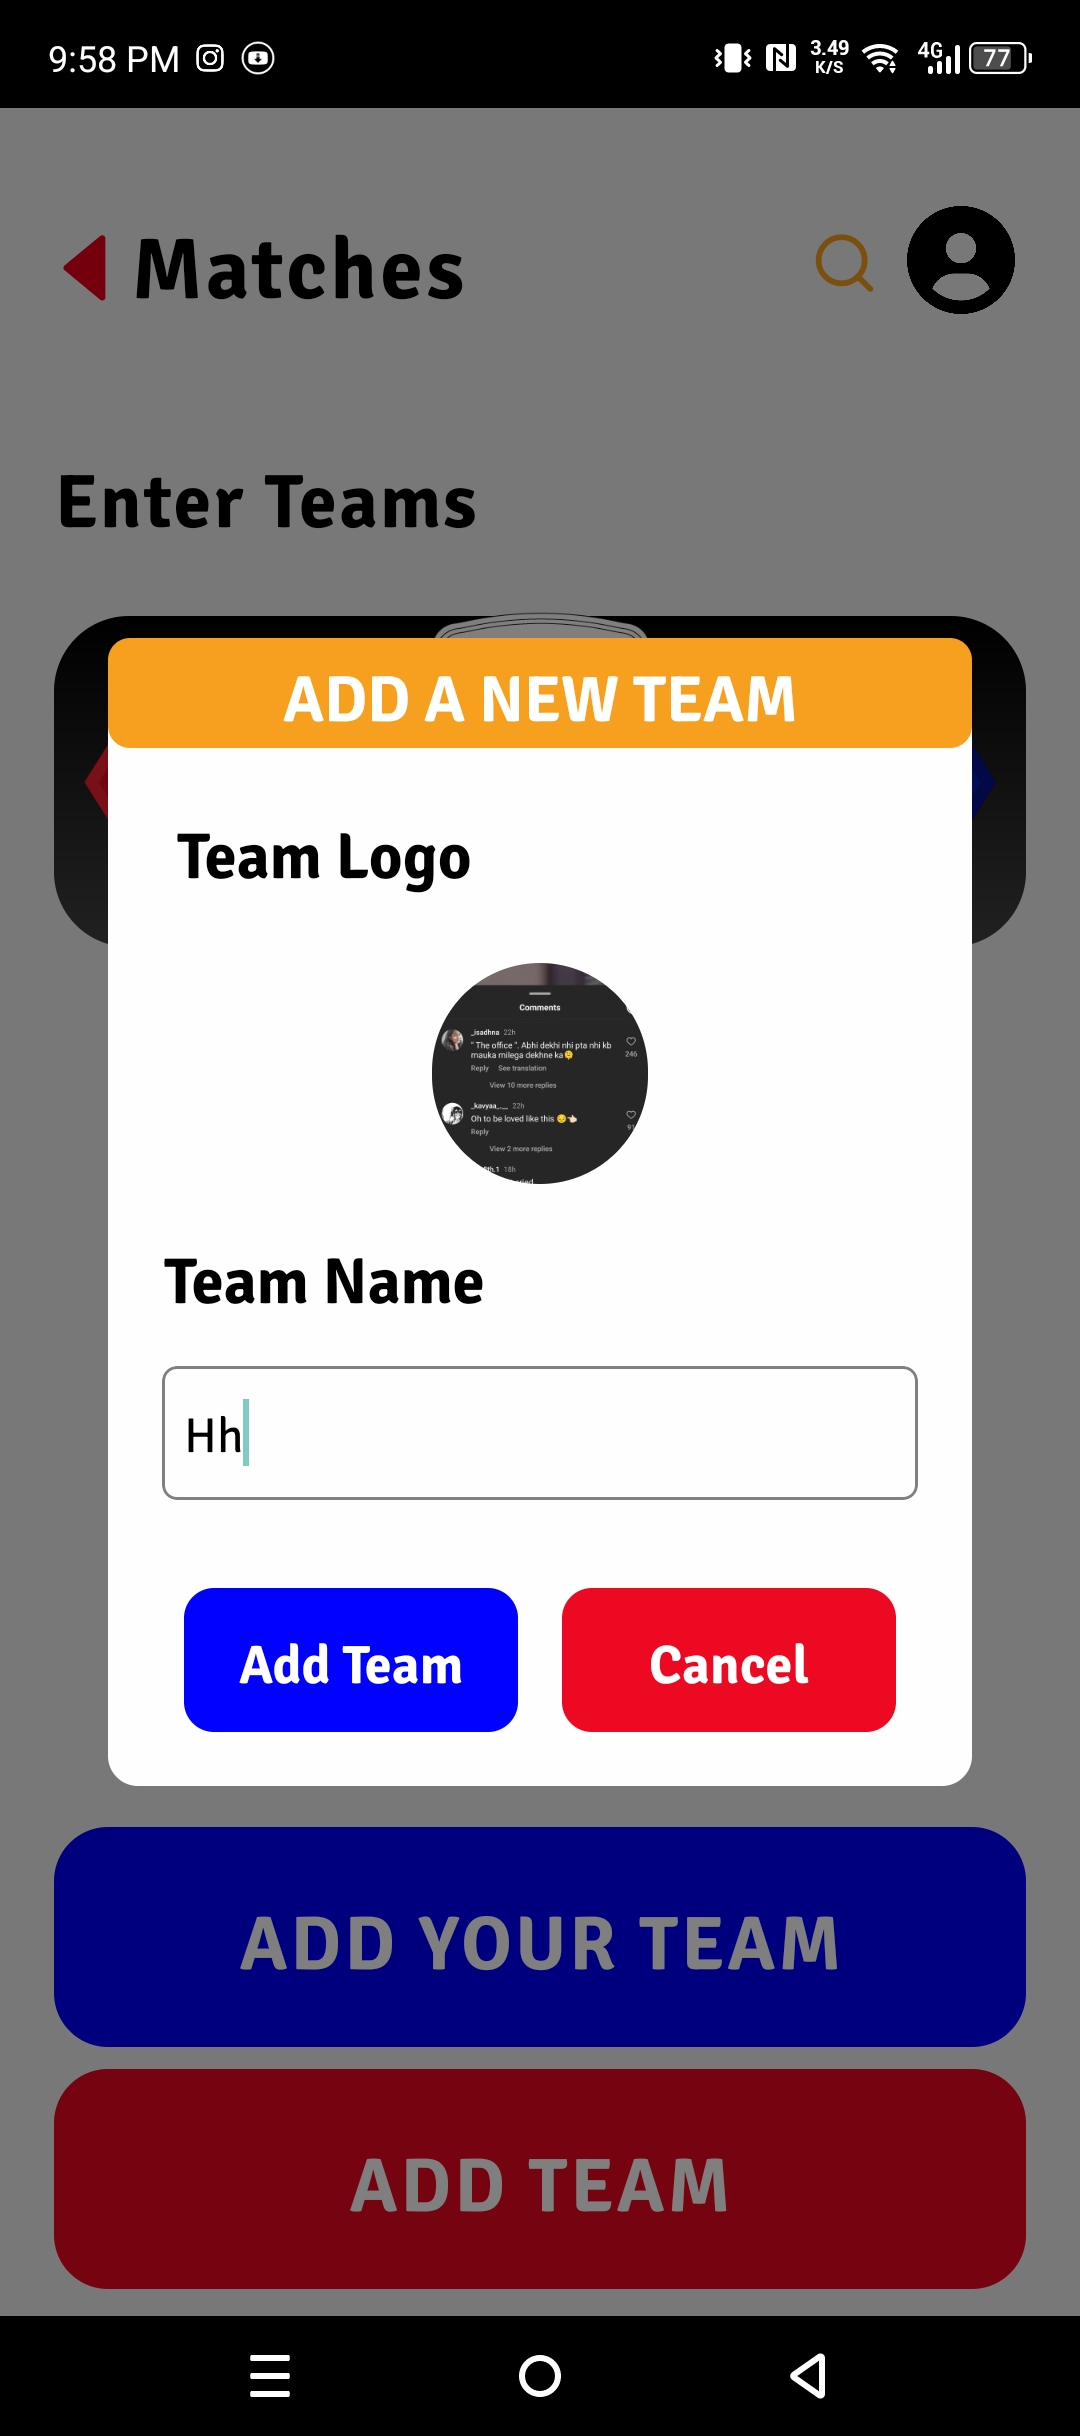 9:58 PM
3.49
K/S
4G
77
Matches
Enter Teams
ADD A NEW TEAM
Team Logo
Comments
_isadhna 22h
" The office ". Abhi dekhi nhi pta nhi kb
mauka milega dekhne ka🫠
246
Reply See translation
View 10 more replies
_kavyaa_.__ 22h
Oh to be loved like this 😔🤏🏻
Reply
View 2 more replies
18h
Team Name
Hh
Add Team
Cancel
ADD YOUR TEAM
ADD TEAM